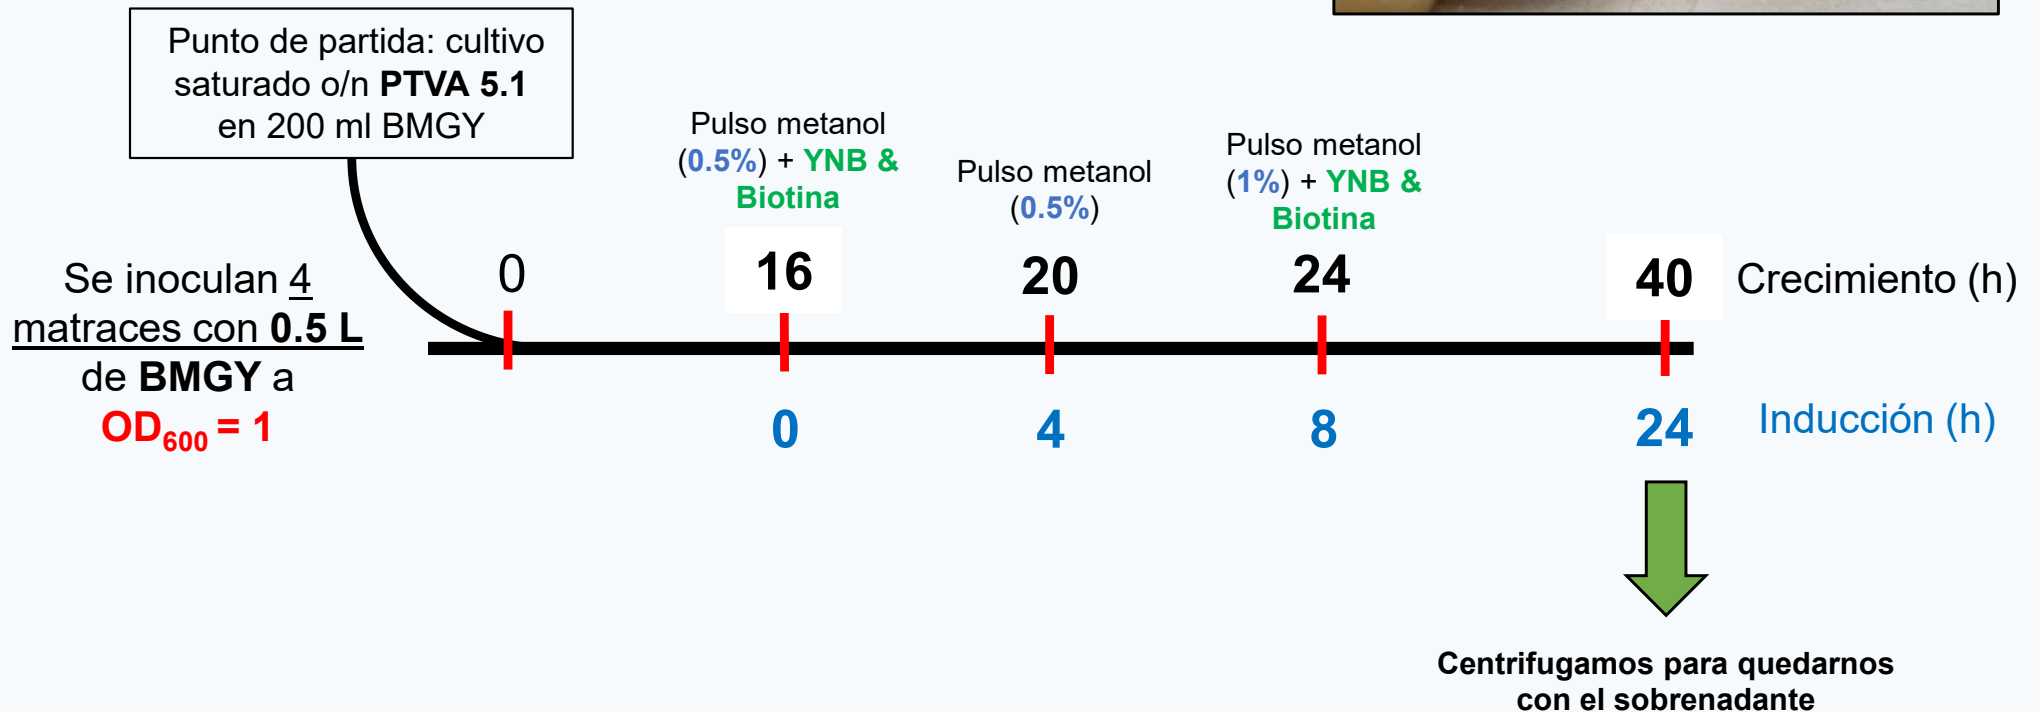 Punto de partida: cultivo
saturado o/n PTVA 5.1
en 200 ml BMGY
Se inoculan 4
matraces con 0.5 L
de BMGY a
OD600 = 1
Pulso metanol
(0.5%) + YNB &
Biotina
Pulso metanol
(0.5%)
Pulso metanol
(1%) + YNB &
Biotina
0 16 20 24 40 Crecimiento (h)
0 4 8 24 Inducción (h)
Centrifugamos para quedarnos
con el sobrenadante